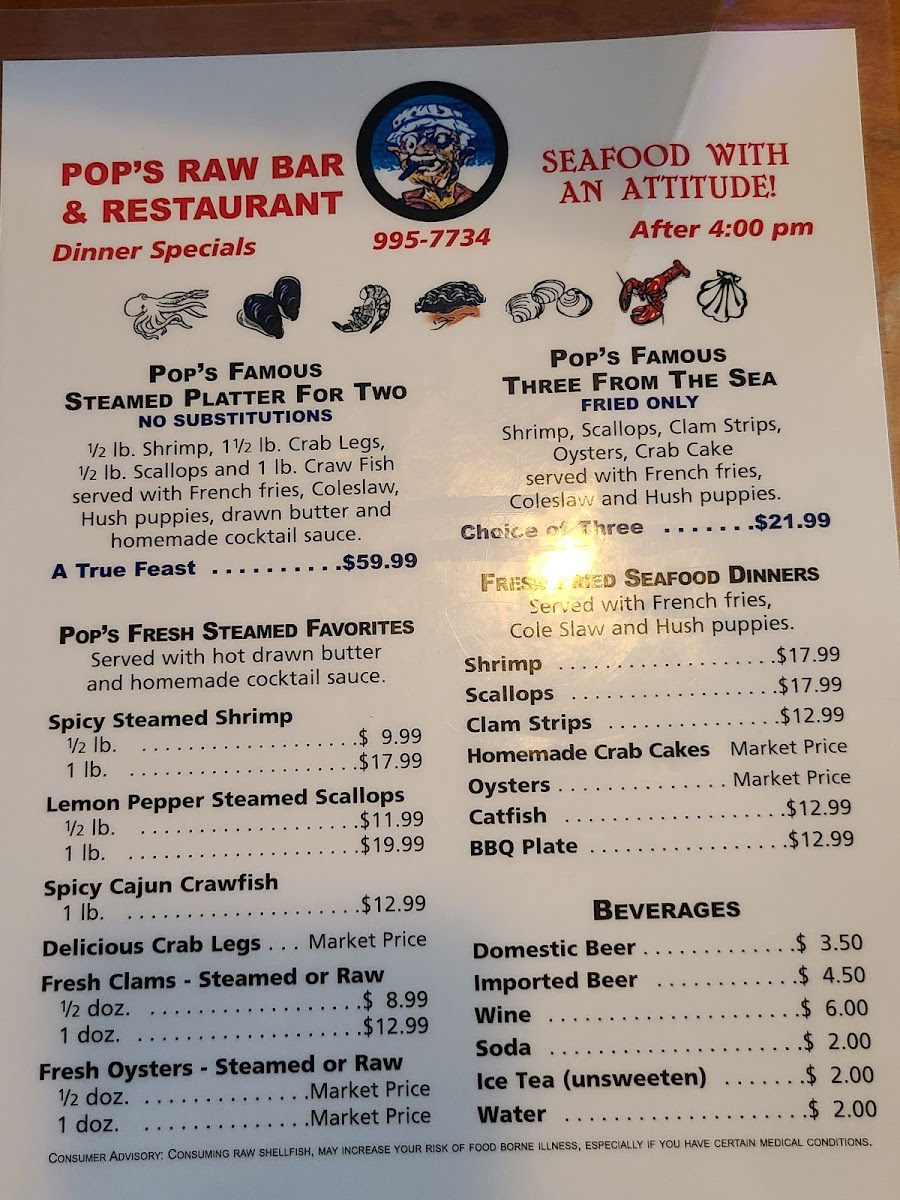 POP'S RAW BAR
& RESTAURANT
Dinner Specials
995-7734
SEAFOOD WITH
AN ATTITUDE!
After 4:00 pm
POP'S FAMOUS
STEAMED PLATTER FOR TWO
NO SUBSTITUTIONS
1/2 lb. Shrimp, 1 1/2 lb. Crab Legs,
1/2 lb. Scallops and 1 lb. Craw Fish
served with French fries, Coleslaw,
Hush puppies, drawn butter and
homemade cocktail sauce.
A True Feast ..........$59.99
POP'S FRESH STEAMED FAVORITES
Served with hot drawn butter
and homemade cocktail sauce.
Spicy Steamed Shrimp
1/2 lb. ...................$ 9.99
1 lb. ....................$17.99
Lemon Pepper Steamed Scallops
1/2 lb. ...................$11.99
1 lb. ....................$19.99
Spicy Cajun Crawfish
1 lb. ....................$12.99
Delicious Crab Legs ... Market Price
Fresh Clams - Steamed or Raw
1/2 doz. ..................$ 8.99
1 doz. ...................$12.99
Fresh Oysters - Steamed or Raw
1/2 doz. ..............Market Price
1 doz. ...............Market Price
POP'S FAMOUS
THREE FROM THE SEA
FRIED ONLY
Shrimp, Scallops, Clam Strips,
Oysters, Crab Cake
served with French fries,
Coleslaw and Hush puppies.
Choice of Three .......$21.99
FRESH FRIED SEAFOOD DINNERS
Served with French fries,
Cole Slaw and Hush puppies.
Shrimp ...................$17.99
Scallops ..................$17.99
Clam Strips ...............$12.99
Homemade Crab Cakes Market Price
Oysters............... Market Price
Catfish ...................$12.99
BBQ Plate .................$12.99
BEVERAGES
Domestic Beer.............$ 3.50
Imported Beer ............$ 4.50
Wine ......................$ 6.00
Soda ......................$ 2.00
Ice Tea (unsweeten) .......$ 2.00
Water .....................$ 2.00
CONSUMER ADVISORY: CONSUMING RAW SHELLFISH, MAY INCREASE YOUR RISK OF FOOD BORNE ILLNESS, ESPECIALLY IF YOU HAVE CERTAIN MEDICAL CONDITIONS.